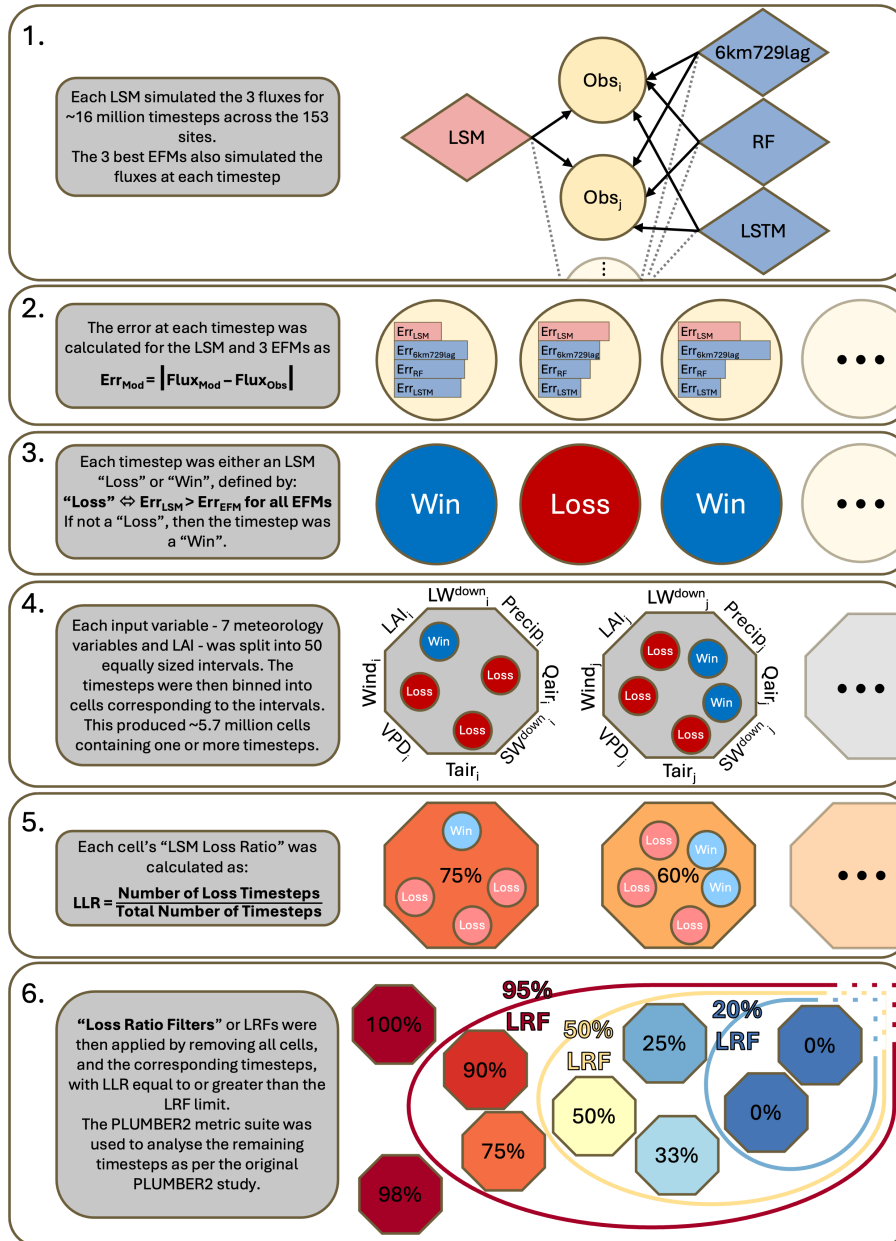 1.
Each LSM simulated the 3 fluxes for
~16 million timesteps across the 153
sites.
The 3 best EFMs also simulated the
fluxes at each timestep
LSM
Obsi
Obsj
⋮
6km729lag
RF
LSTM
2.
The error at each timestep was
calculated for the LSM and 3 EFMs as
ErrMod = |FluxMod – FluxObs|
ErrLSM
Err6km729lag
ErrRF
ErrLSTM
ErrLSM
Err6km729lag
ErrRF
ErrLSTM
ErrLSM
Err6km729lag
ErrRF
ErrLSTM
•••
3.
Each timestep was either an LSM
“Loss” or “Win”, defined by:
“Loss” ⇔ ErrLSM > ErrEFM for all EFMs
If not a “Loss”, then the timestep was
a “Win”.
Win
Loss
Win
•••
4.
Each input variable - 7 meteorology
variables and LAI - was split into 50
equally sized intervals. The
timesteps were then binned into
cells corresponding to the intervals.
This produced ~5.7 million cells
containing one or more timesteps.
LWdowni
Precipi
Qairi
SWdowni
Tairi
VPDi
Windi
LAIi
Win
Loss
Loss
Loss
LWdownj
Precipj
Qairj
SWdownj
Tairj
VPDj
Windj
LAIj
Loss
Win
Loss
Win
Loss
•••
5.
Each cell’s “LSM Loss Ratio” was
calculated as:
LLR = Number of Loss Timesteps
Total Number of Timesteps
Win
75%
Loss
Loss
Loss
Loss
Win
60%
Loss
Win
Loss
•••
6.
“Loss Ratio Filters” or LRFs were
then applied by removing all cells,
and the corresponding timesteps,
with LLR equal to or greater than the
LRF limit.
The PLUMBER2 metric suite was
used to analyse the remaining
timesteps as per the original
PLUMBER2 study.
100%
98%
95%
LRF
90%
75%
50%
LRF
50%
25%
33%
20%
LRF
0%
0%